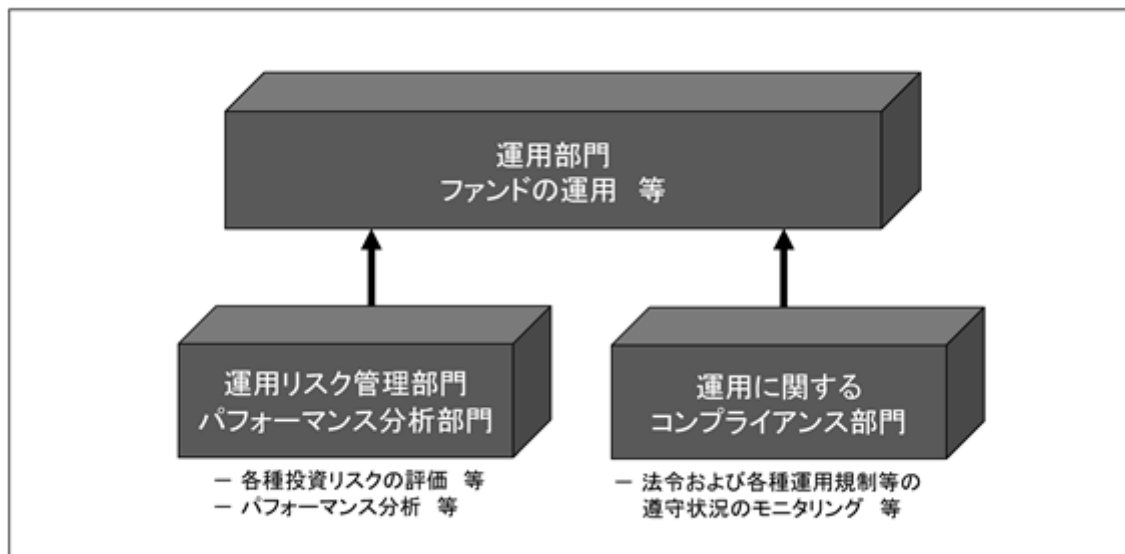 運用部門
ファンドの運用 等
運用リスク管理部門
パフォーマンス分析部門
－ 各種投資リスクの評価 等
－ パフォーマンス分析 等
運用に関する
コンプライアンス部門
－ 法令および各種運用規制等の
遵守状況のモニタリング 等